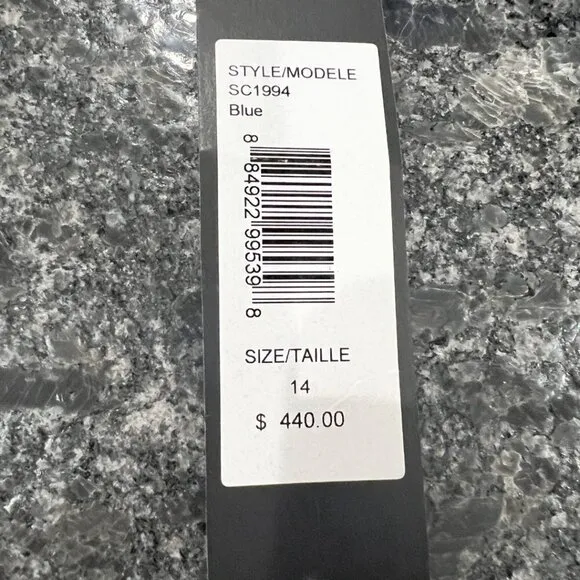 STYLE/MODELE
SC1994
Blue
8 84922 99539 8
SIZE/TAILLE
14
$ 440.00